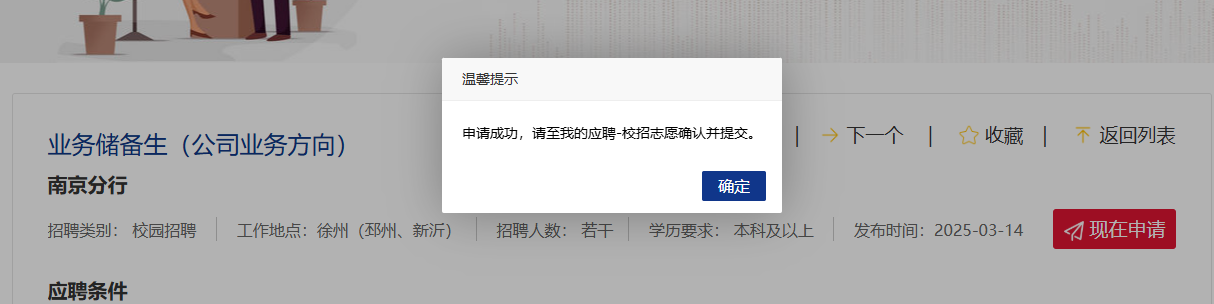 温馨提示
申请成功，请至我的应聘-校招志愿确认并提交。
确定
业务储备生（公司业务方向）
| 下一个 | 收藏 | 返回列表
南京分行
招聘类别： 校园招聘 工作地点：徐州（邳州、新沂） 招聘人数： 若干 学历要求： 本科及以上 发布时间：2025-03-14 现在申请
应聘条件